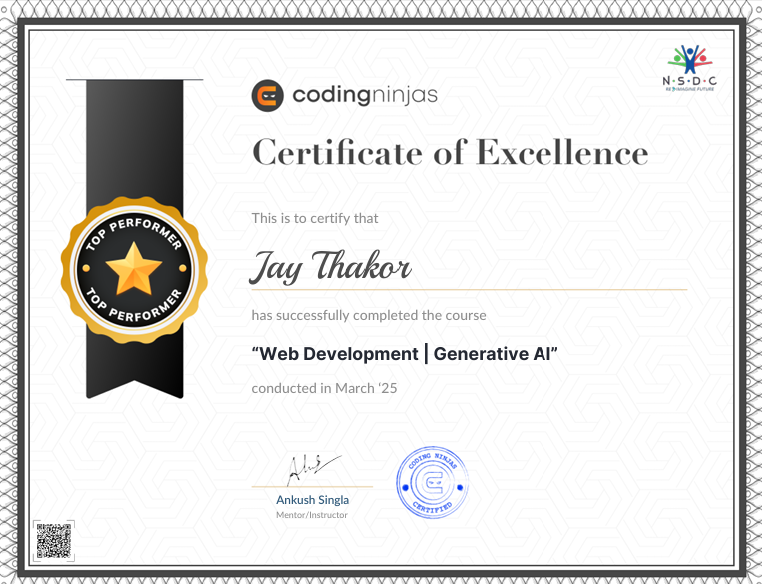 N·S·D·C
RE IMAGINE FUTURE
codingninjas
Certificate of Excellence
This is to certify that
Jay Thakor
TOP PERFORMER
TOP PERFORMER
has successfully completed the course
“Web Development | Generative AI”
conducted in March ‘25
CODING NINJAS
CERTIFIED
Ankush Singla
Mentor/Instructor